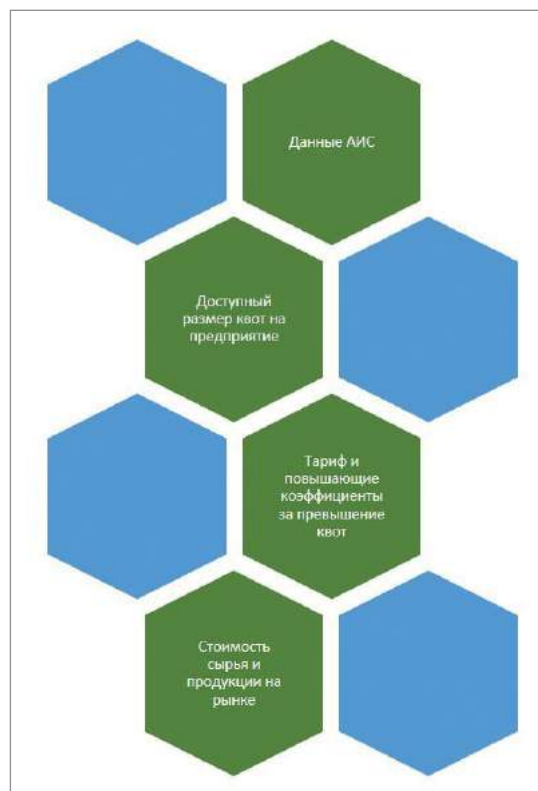 Данные АИС
Доступный
размер квот на
предприятие
Тариф и
повышающие
коэффициенты
за превышение
квот
Стоимость
сырья и
продукции на
рынке